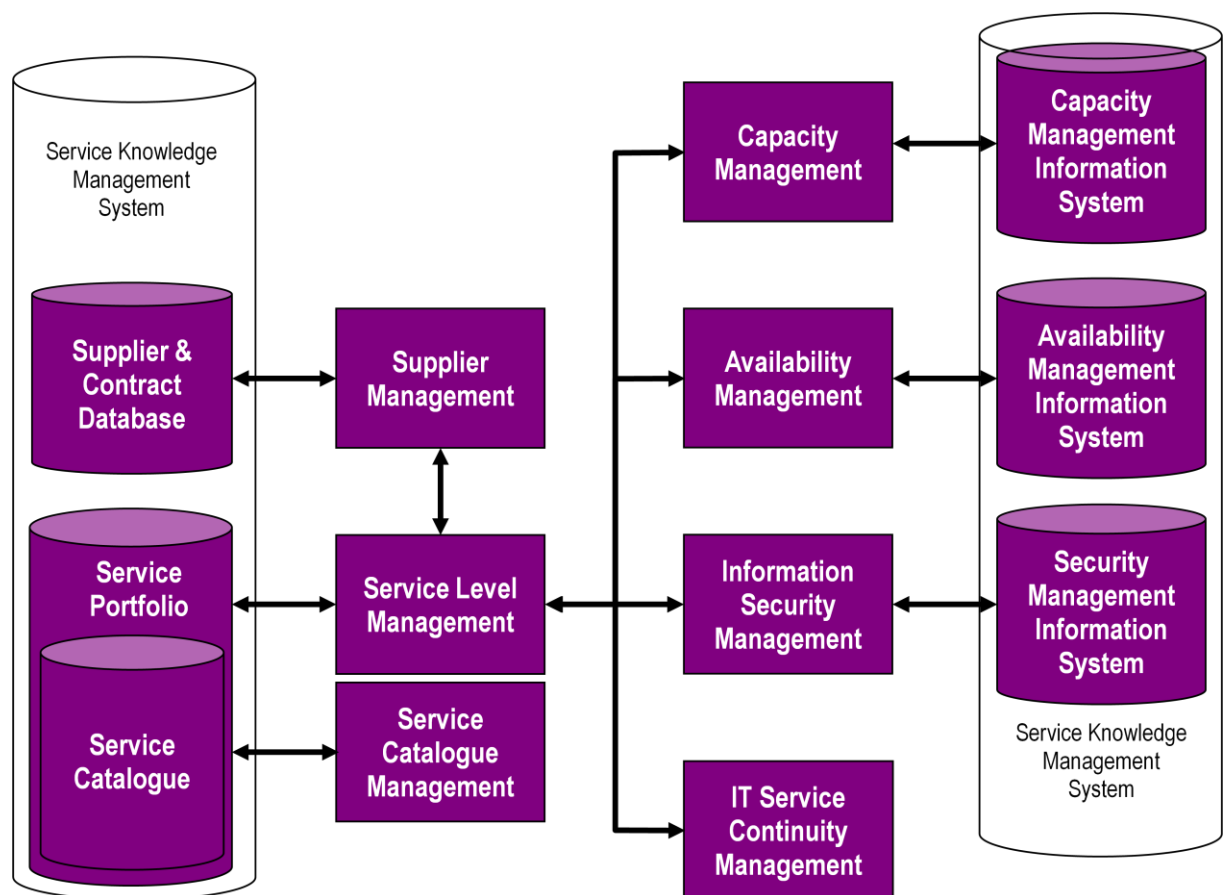 Service Knowledge
Management
System
Supplier &
Contract
Database
Service
Portfolio
Service
Catalogue
Supplier
Management
Service Level
Management
Service
Catalogue
Management
Capacity
Management
Availability
Management
Information
Security
Management
IT Service
Continuity
Management
Capacity
Management
Information
System
Availability
Management
Information
System
Security
Management
Information
System
Service Knowledge
Management
System